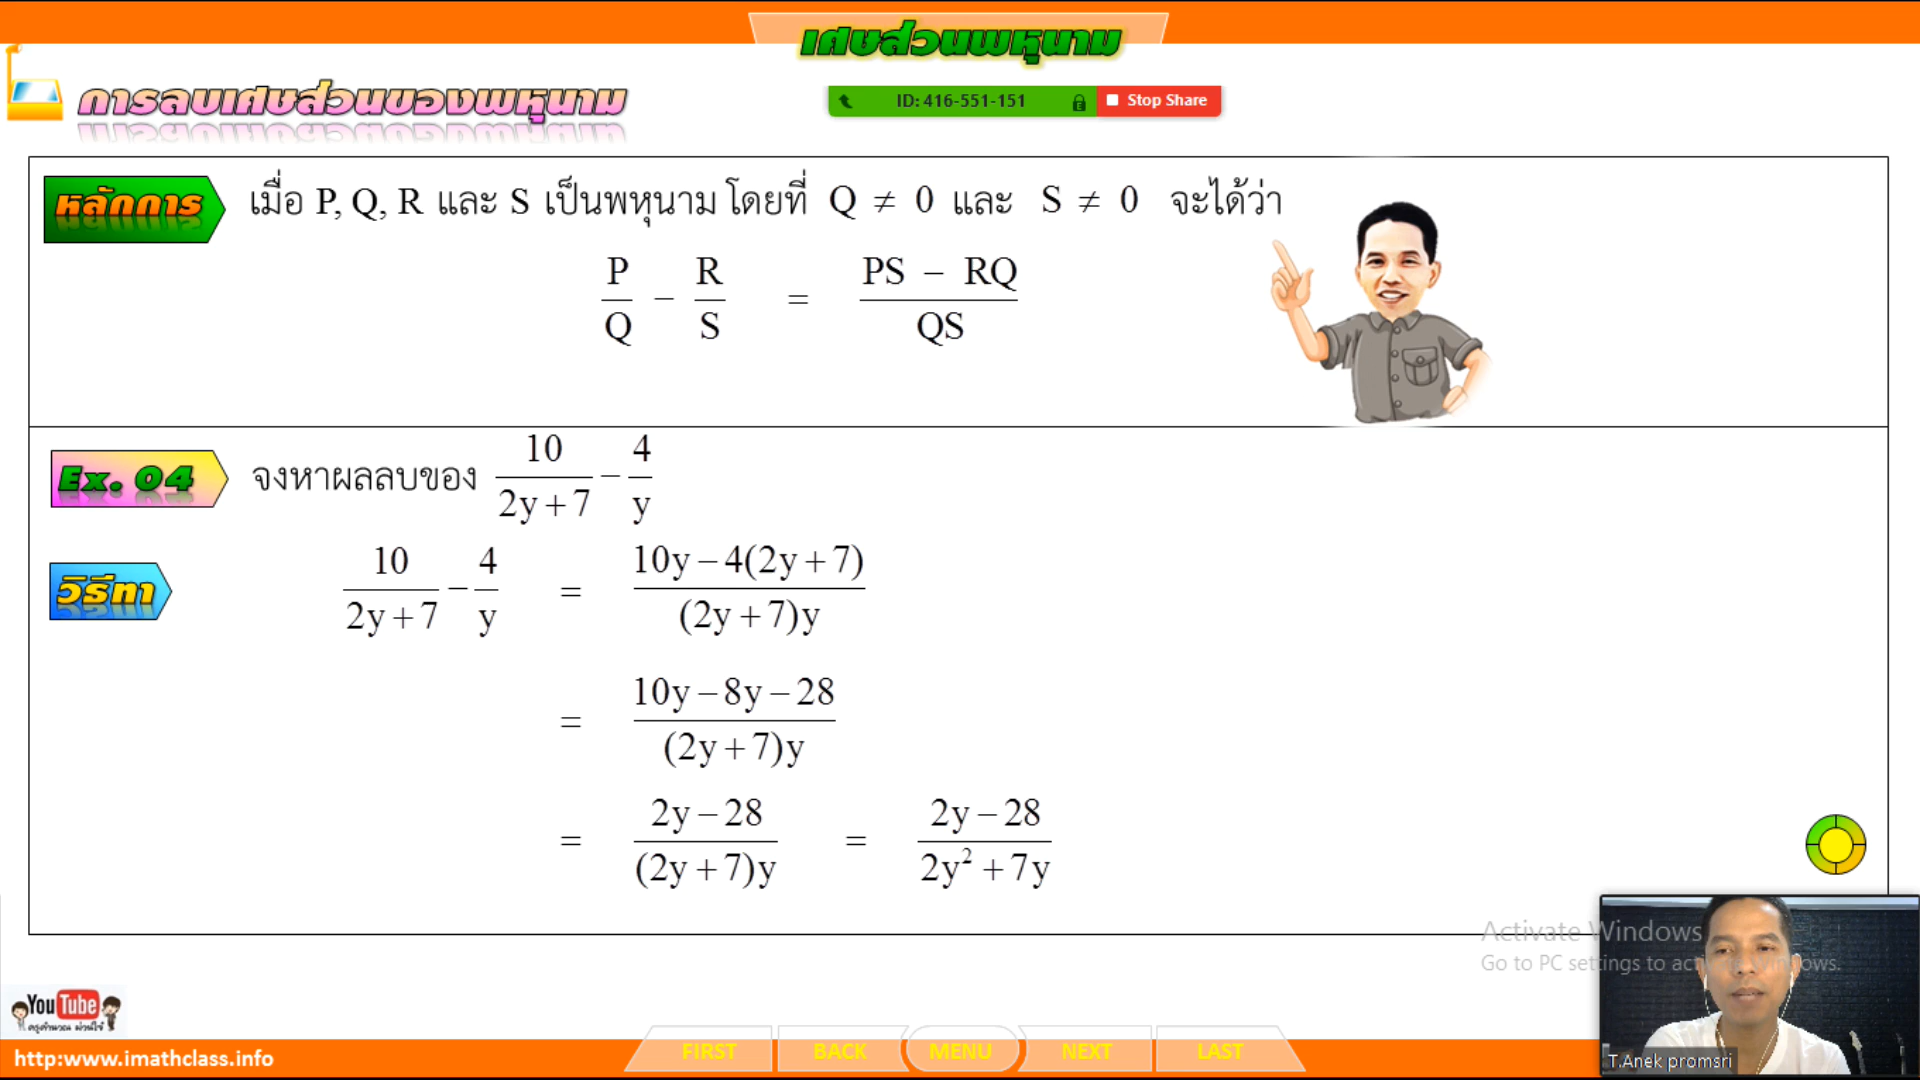 เศษส่วนพหุนาม
การลบเศษส่วนของพหุนาม
ID: 416-551-151 Stop Share
หลักการ เมื่อ P, Q, R และ S เป็นพหุนาม โดยที่ Q ≠ 0 และ S ≠ 0 จะได้ว่า
P/Q − R/S = (PS − RQ)/QS
Ex. 04 จงหาผลลบของ 10/(2y+7) − 4/y
วิธีทำ 10/(2y+7) − 4/y = (10y−4(2y+7))/((2y+7)y)
= (10y−8y−28)/((2y+7)y)
= (2y−28)/((2y+7)y) = (2y−28)/(2y²+7y)
Activate Windows
Go to PC settings to activate Windows.
YouTube
http:www.imathclass.info
FIRST BACK MENU NEXT LAST
T.Anek promsri